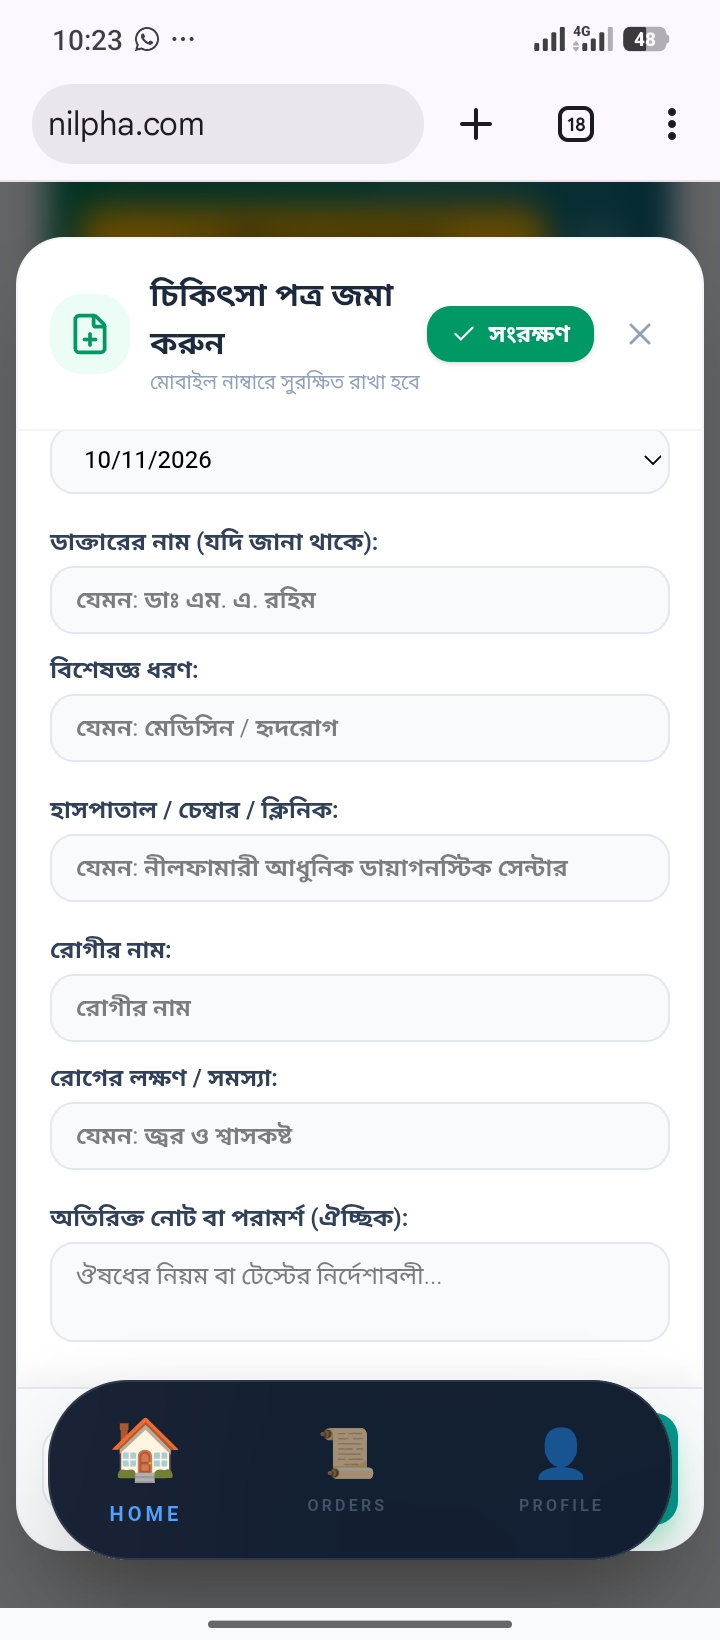 10:23
4G
48
nilpha.com
18
চিকিৎসা পত্র জমা
করুন
সংরক্ষণ
মোবাইল নাম্বারে সুরক্ষিত রাখা হবে
10/11/2026
ডাক্তারের নাম (যদি জানা থাকে):
যেমন: ডাঃ এম. এ. রহিম
বিশেষজ্ঞ ধরণ:
যেমন: মেডিসিন / হৃদরোগ
হাসপাতাল / চেম্বার / ক্লিনিক:
যেমন: নীলফামারী আধুনিক ডায়াগনস্টিক সেন্টার
রোগীর নাম:
রোগীর নাম
রোগের লক্ষণ / সমস্যা:
যেমন: জ্বর ও শ্বাসকষ্ট
অতিরিক্ত নোট বা পরামর্শ (ঐচ্ছিক):
ঔষধের নিয়ম বা টেস্টের নির্দেশাবলী...
HOME
ORDERS
PROFILE